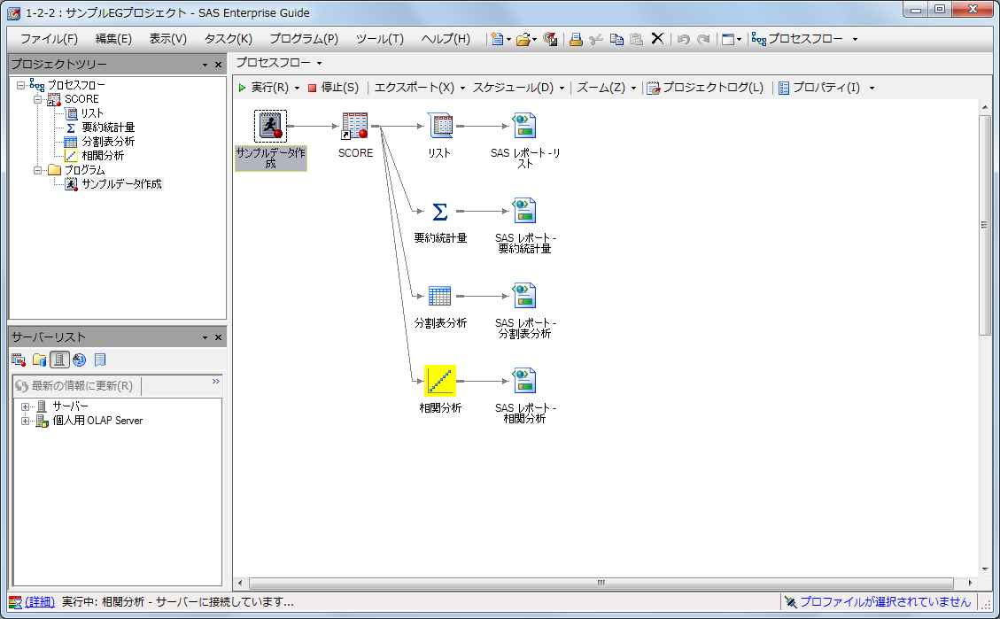 1-2-2：サンプルEGプロジェクト - SAS Enterprise Guide
ファイル(F) 編集(E) 表示(V) タスク(K) プログラム(P) ツール(T) ヘルプ(H) プロセスフロー
プロジェクトツリー
プロセスフロー
SCORE
リスト
要約統計量
分割表分析
相関分析
プログラム
サンプルデータ作成
サーバーリスト
最新の情報に更新(R)
サーバー
個人用 OLAP Server
プロセスフロー
実行(R) 停止(S) エクスポート(X) スケジュール(D) ズーム(Z) プロジェクトログ(L) プロパティ(I)
サンプルデータ作
成
SCORE
リスト
SAS レポート - リ
スト
要約統計量
SAS レポート -
要約統計量
分割表分析
SAS レポート -
分割表分析
相関分析
SAS レポート -
相関分析
(詳細) 実行中: 相関分析 - サーバーに接続しています... プロファイルが選択されていません